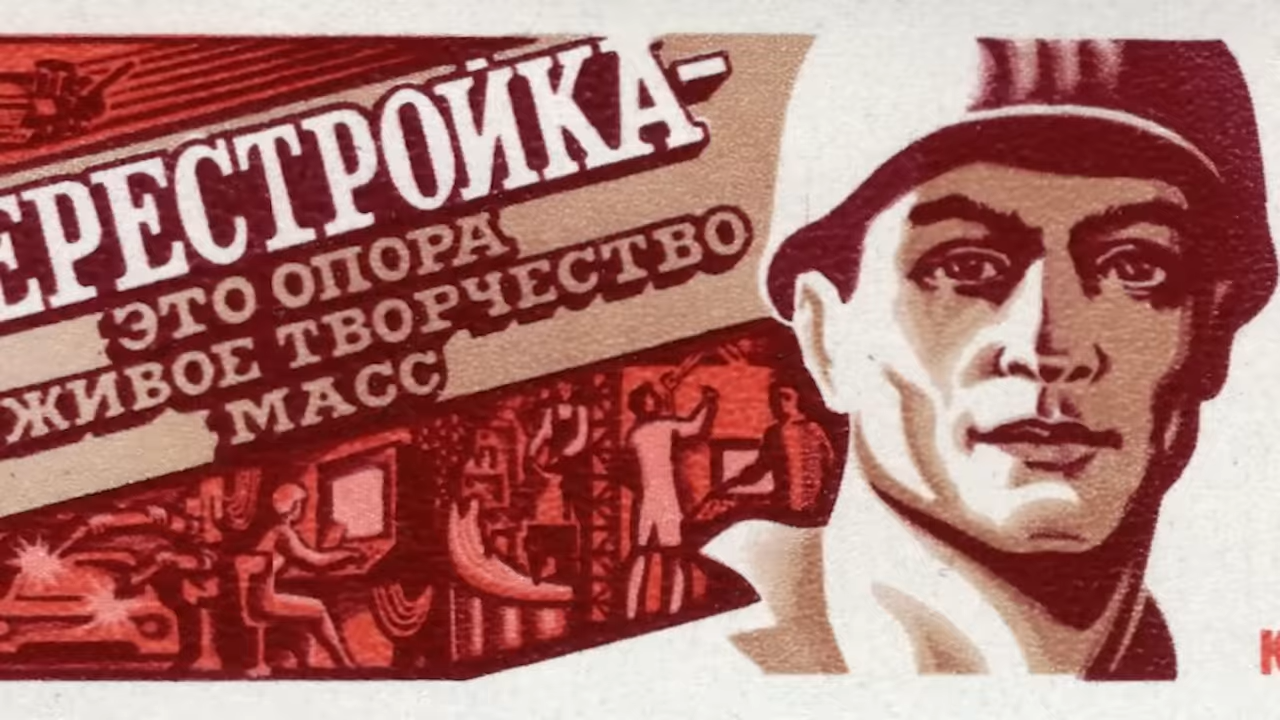 ЕРЕСТРОЙКА-
ЭТО ОПОРА
ЖИВОЕ ТВОРЧЕСТВО
МАСС
К